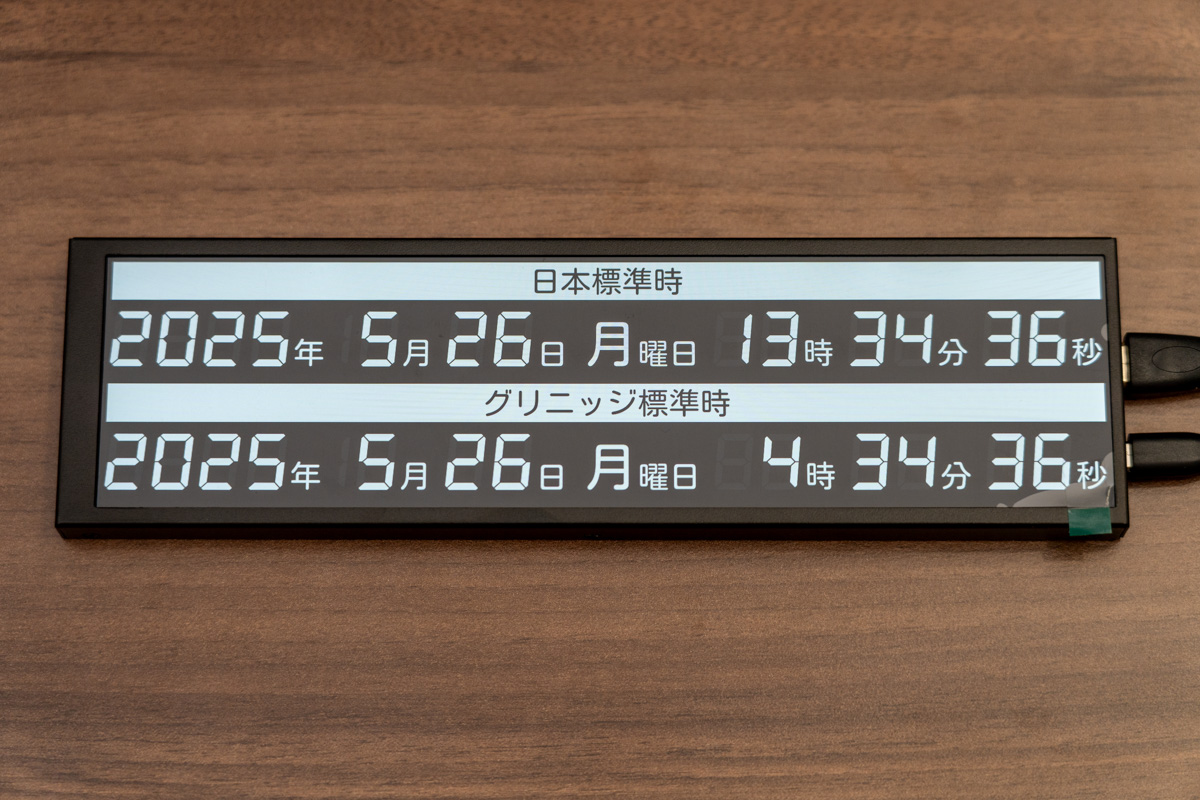 日本標準時
2025年 5月26日 月曜日 13時34分36秒
グリニッジ標準時
2025年 5月26日 月曜日 4時34分36秒